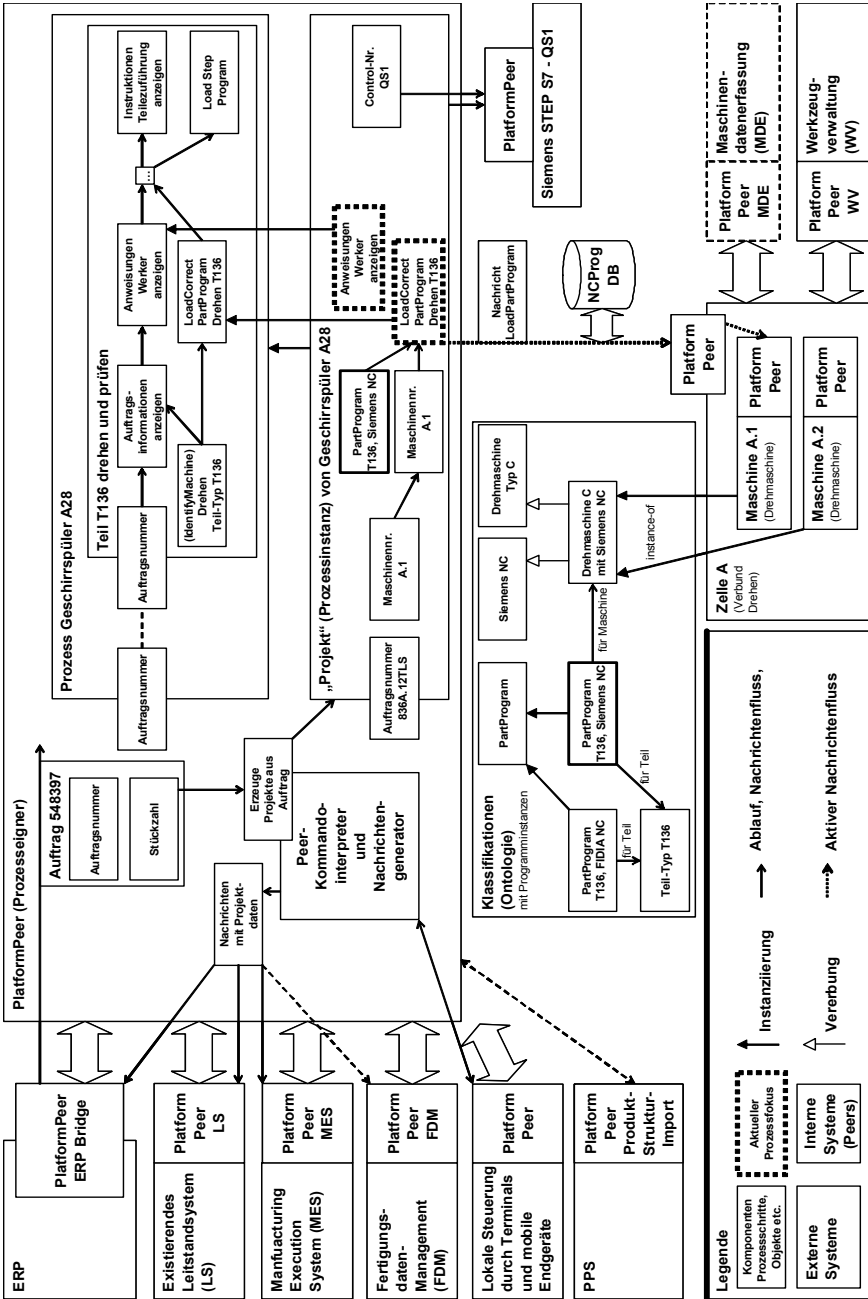 PlatformPeer (Prozesseigner)
Auftrag 548397
Auftragsnummer
Stückzahl
Prozess Geschirrspüler A28
Auftragsnummer
Teil T136 drehen und prüfen
Auftragsnummer
Auftrags-
informationen
anzeigen
Anweisungen
Werker
anzeigen
...
Instruktionen
Teilezuführung
anzeigen
(IdentifyMachine)
Drehen
Teil-Typ T136
LoadCorrect
PartProgram
Drehen T136
Load Step
Program
ERP
PlatformPeer
ERP Bridge
Existierendes
Leitstandsystem
(LS)
Platform
Peer
LS
Manfuacturing
Execution
System (MES)
Platform
Peer
MES
Fertigungs-
daten-
Management
(FDM)
Platform
Peer
FDM
Lokale Steuerung
durch Terminals
und mobile
Endgeräte
Platform
Peer
PPS
Platform
Peer
Produkt-
Struktur-
Import
Nachrichten
mit Projekt-
daten
Erzeuge
Projekte aus
Auftrag
Peer-
Kommando-
interpreter
und
Nachrichten-
generator
„Projekt“ (Prozessinstanz) von Geschirrspüler A28
Auftragsnummer
836A.12TLS
Maschinennr.
A.1
PartProgram
T136, Siemens NC
Maschinennr.
A.1
Anweisungen
Werker
anzeigen
LoadCorrect
PartProgram
Drehen T136
Control-Nr.
QS1
PlatformPeer
Siemens STEP S7 - QS1
Nachricht
LoadPartProgram
NCProg
DB
Klassifikationen
(Ontologie)
mit Programminstanzen
PartProgram
Siemens NC
Drehmaschine
Typ C
PartProgram
T136, FIDIA NC
PartProgram
T136, Siemens NC
für Maschine
Drehmaschine C
mit Siemens NC
für Teil
für Teil
Teil-Typ T136
instance-of
Platform
Peer
Zelle A
(Verbund
Drehen)
Maschine A.1
(Drehmaschine)
Platform
Peer
Maschine A.2
(Drehmaschine)
Platform
Peer
Platform
Peer
MDE
Maschinen-
datenerfassung
(MDE)
Platform
Peer
WV
Werkzeug-
verwaltung
(WV)
Legende
Komponenten
Prozessschritte,
Objekte etc.
Aktueller
Prozessfokus
Externe
Systeme
Interne
Systeme
(Peers)
Instanziierung
Vererbung
Ablauf, Nachrichtenfluss,
Aktiver Nachrichtenfluss